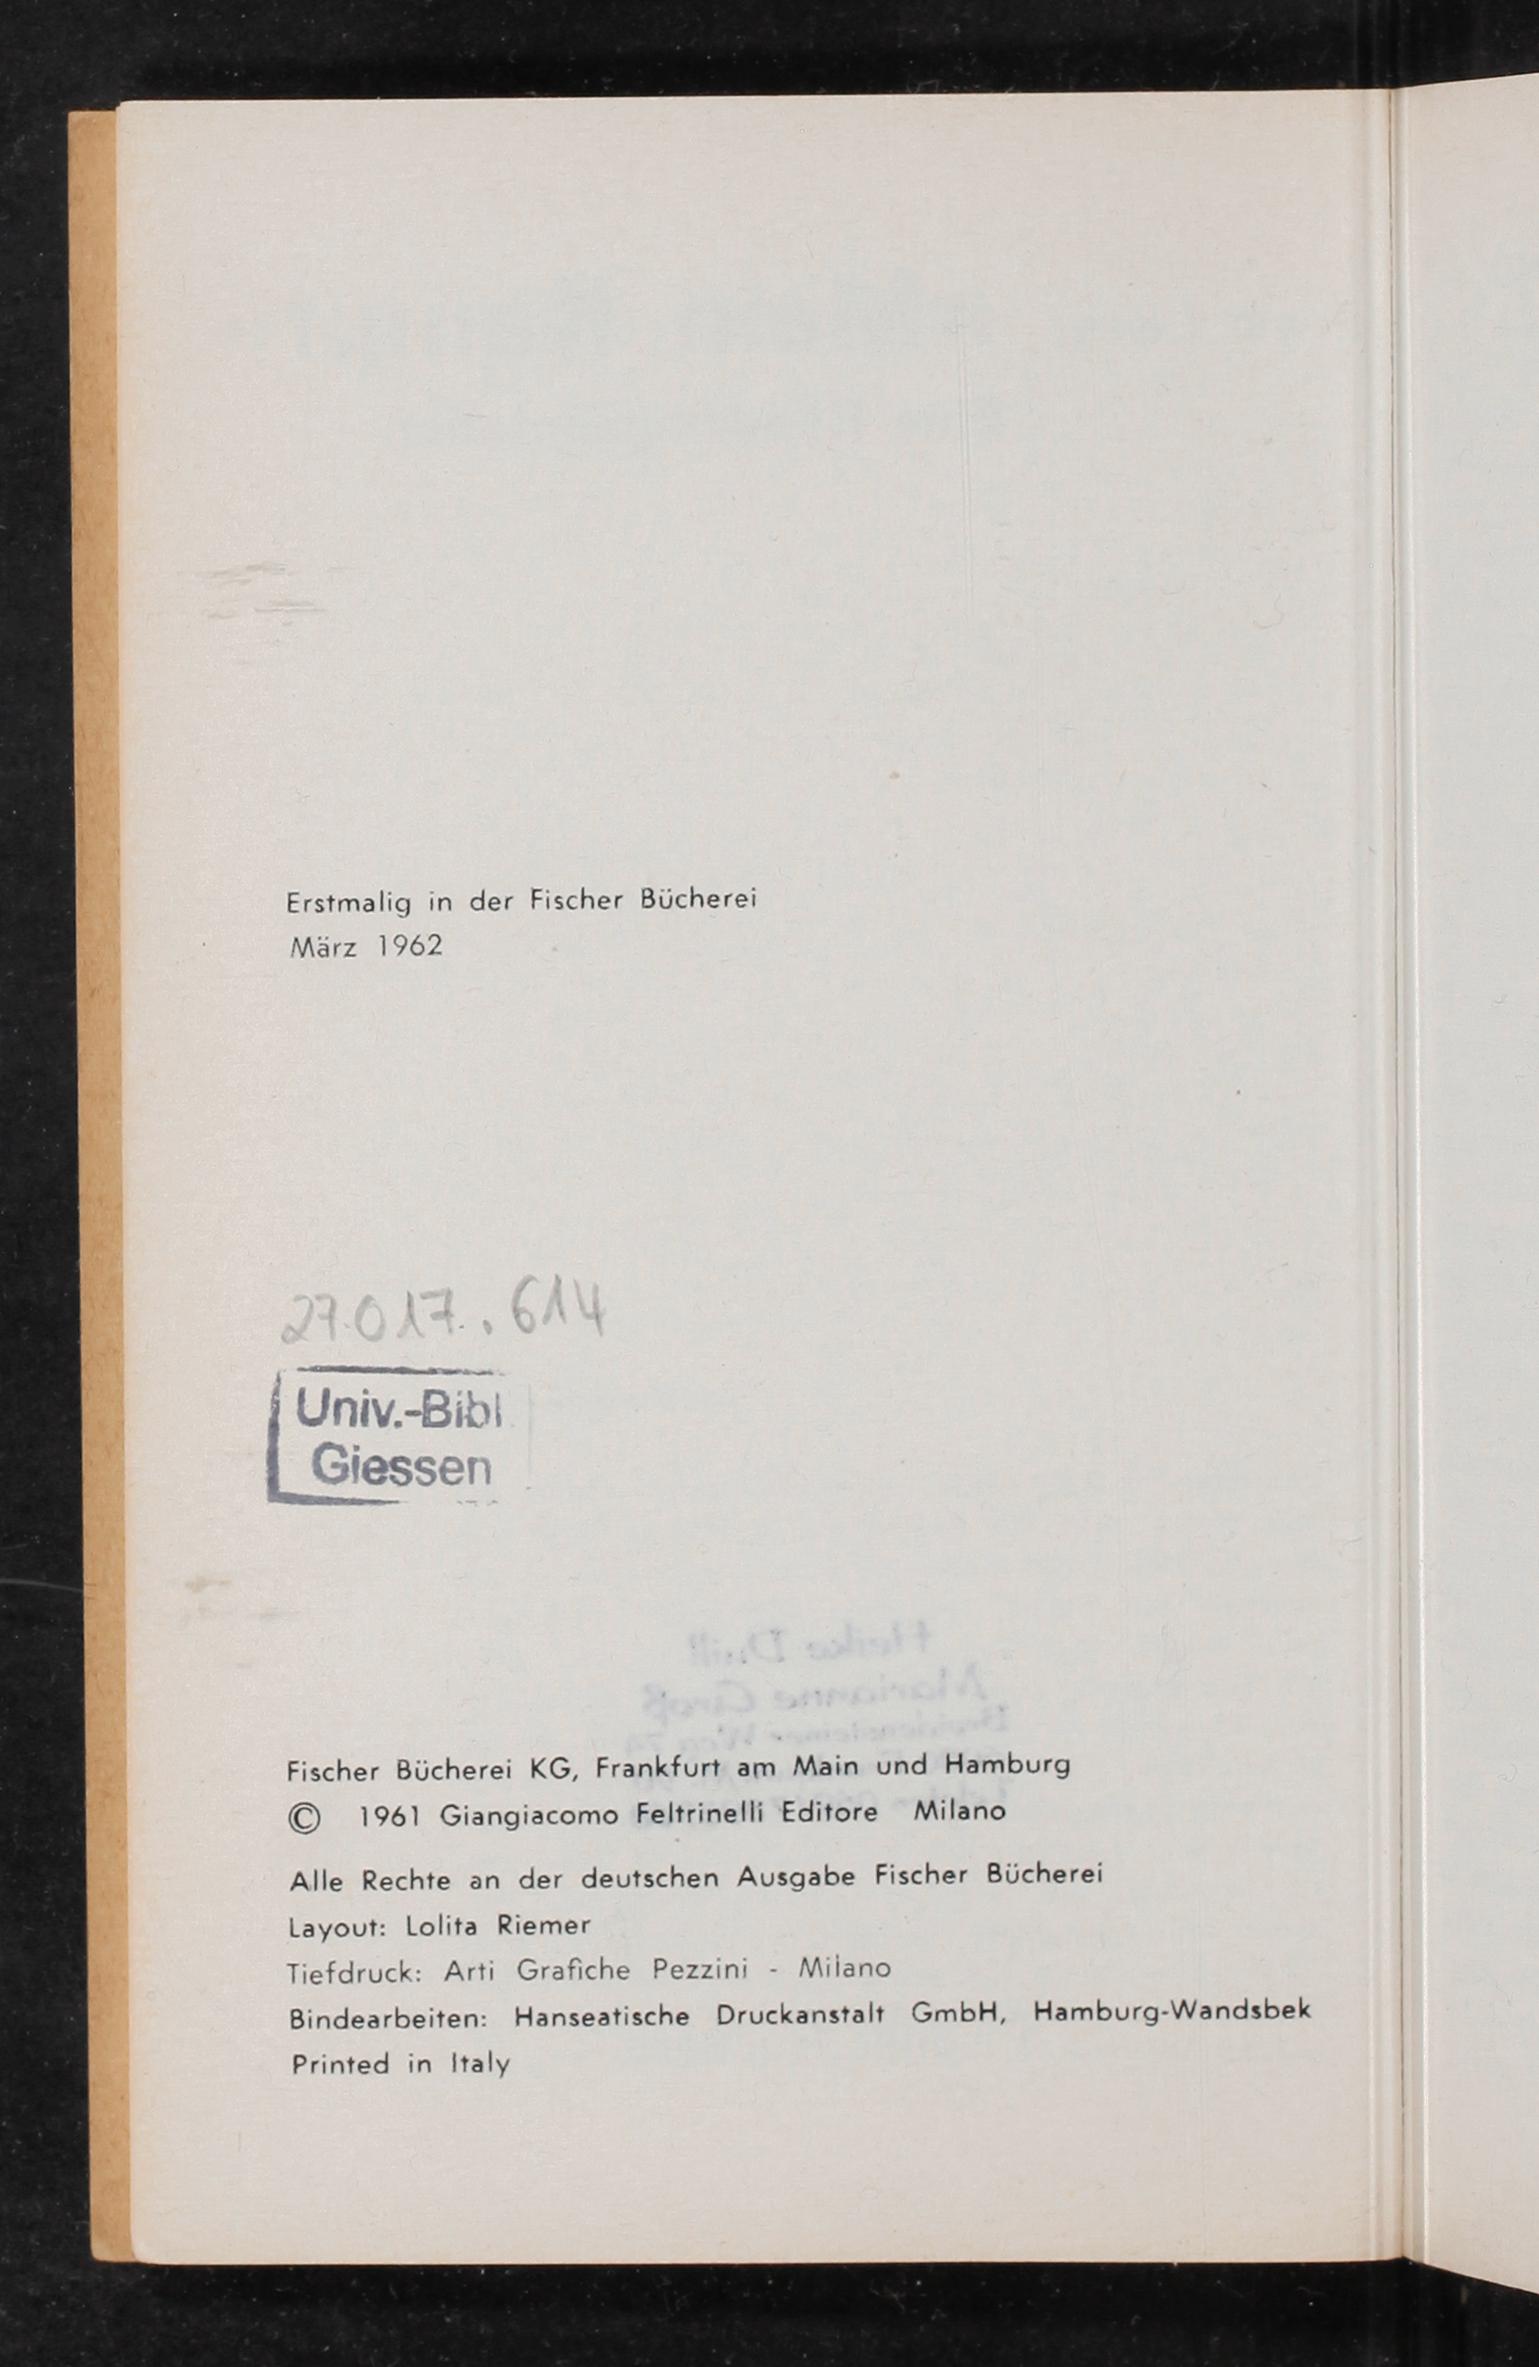 Erstmalig in der Fischer Bücherei
März 1962
27.017.614
Univ.-Bibl
Giessen
Fischer Bücherei KG, Frankfurt am Main und Hamburg
© 1961 Giangiacomo Feltrinelli Editore Milano
Alle Rechte an der deutschen Ausgabe Fischer Bücherei
Layout: Lolita Riemer
Tiefdruck: Arti Grafiche Pezzini - Milano
Bindearbeiten: Hanseatische Druckanstalt GmbH, Hamburg-Wandsbek
Printed in Italy